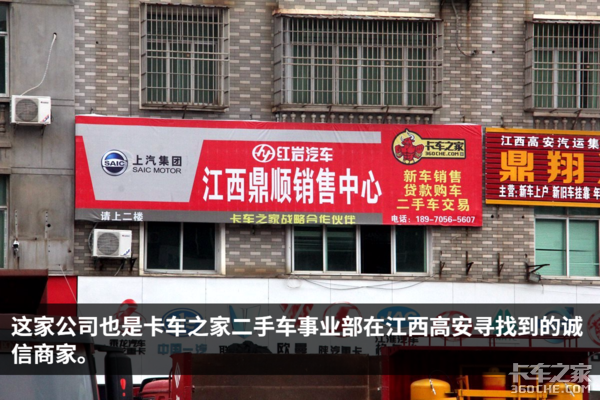 SAIC
上汽集团
SAIC MOTOR
红岩汽车
江西鼎顺销售中心
卡车之家
360CHE.COM
新车销售
贷款购车
二手车交易
电话：189-7056-5607
请上二楼
卡车之家战略合作伙伴
江西高安汽运集
鼎翔
主营：新车上户 新旧车挂靠 年
这家公司也是卡车之家二手车事业部在江西高安寻找到的诚
信商家。
卡车之家
360CHE.COM